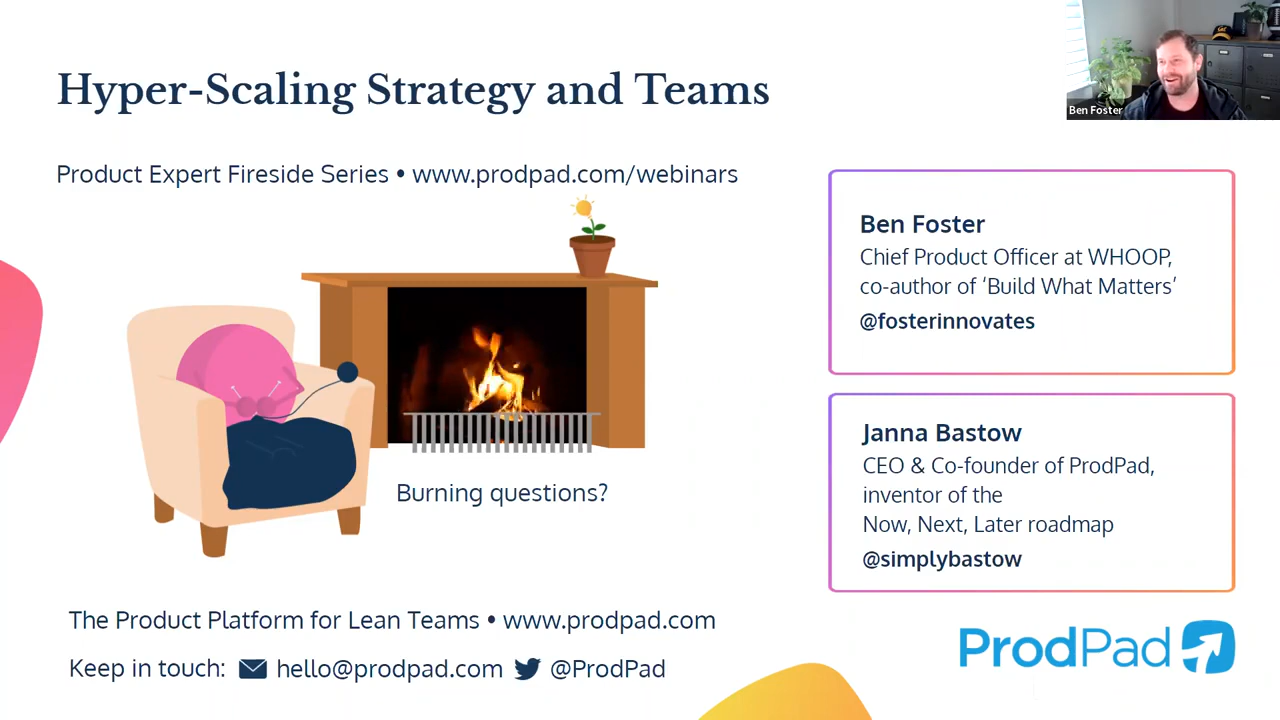 Hyper-Scaling Strategy and Teams
Ben Foster
Product Expert Fireside Series • www.prodpad.com/webinars
Ben Foster
Chief Product Officer at WHOOP,
co-author of ‘Build What Matters’
@fosterinnovates
Burning questions?
Janna Bastow
CEO & Co-founder of ProdPad,
inventor of the
Now, Next, Later roadmap
@simplybastow
The Product Platform for Lean Teams • www.prodpad.com
Keep in touch: hello@prodpad.com @ProdPad
ProdPad